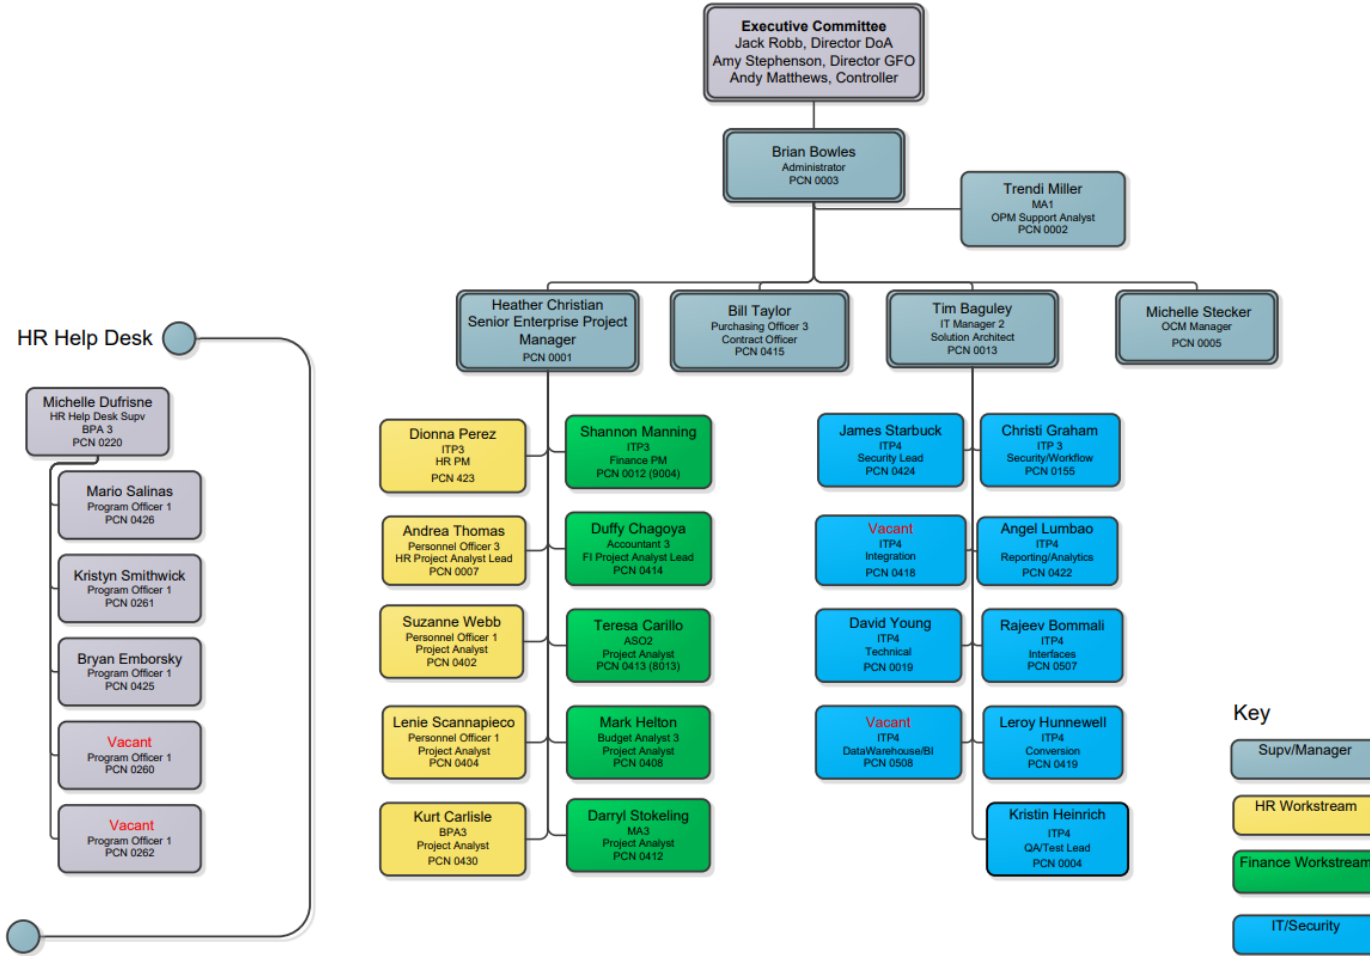 Executive Committee
Jack Robb, Director DoA
Amy Stephenson, Director GFO
Andy Matthews, Controller
Brian Bowles
Administrator
PCN 0003
Trendi Miller
MA1
OPM Support Analyst
PCN 0002
Heather Christian
Senior Enterprise Project
Manager
PCN 0001
Bill Taylor
Purchasing Officer 3
Contract Officer
PCN 0415
Tim Baguley
IT Manager 2
Solution Architect
PCN 0013
Michelle Stecker
OCM Manager
PCN 0005
HR Help Desk
Michelle Dufrisne
HR Help Desk Supv
BPA 3
PCN 0220
Mario Salinas
Program Officer 1
PCN 0426
Kristyn Smithwick
Program Officer 1
PCN 0261
Bryan Emborsky
Program Officer 1
PCN 0425
Vacant
Program Officer 1
PCN 0260
Vacant
Program Officer 1
PCN 0262
Dionna Perez
ITP3
HR PM
PCN 423
Andrea Thomas
Personnel Officer 3
HR Project Analyst Lead
PCN 0007
Suzanne Webb
Personnel Officer 1
Project Analyst
PCN 0402
Lenie Scannapieco
Personnel Officer 1
Project Analyst
PCN 0404
Kurt Carlisle
BPA3
Project Analyst
PCN 0430
Shannon Manning
ITP3
Finance PM
PCN 0012 (9004)
Duffy Chagoya
Accountant 3
FI Project Analyst Lead
PCN 0414
Teresa Carillo
ASO2
Project Analyst
PCN 0413 (8013)
Mark Helton
Budget Analyst 3
Project Analyst
PCN 0408
Darryl Stokeling
MA3
Project Analyst
PCN 0412
James Starbuck
ITP4
Security Lead
PCN 0424
Vacant
ITP4
Integration
PCN 0418
David Young
ITP4
Technical
PCN 0019
Vacant
ITP4
DataWarehouse/BI
PCN 0508
Christi Graham
ITP 3
Security/Workflow
PCN 0155
Angel Lumbao
ITP4
Reporting/Analytics
PCN 0422
Rajeev Bommali
ITP4
Interfaces
PCN 0507
Leroy Hunnewell
ITP4
Conversion
PCN 0419
Kristin Heinrich
ITP4
QA/Test Lead
PCN 0004
Key
Supv/Manager
HR Workstream
Finance Workstream
IT/Security